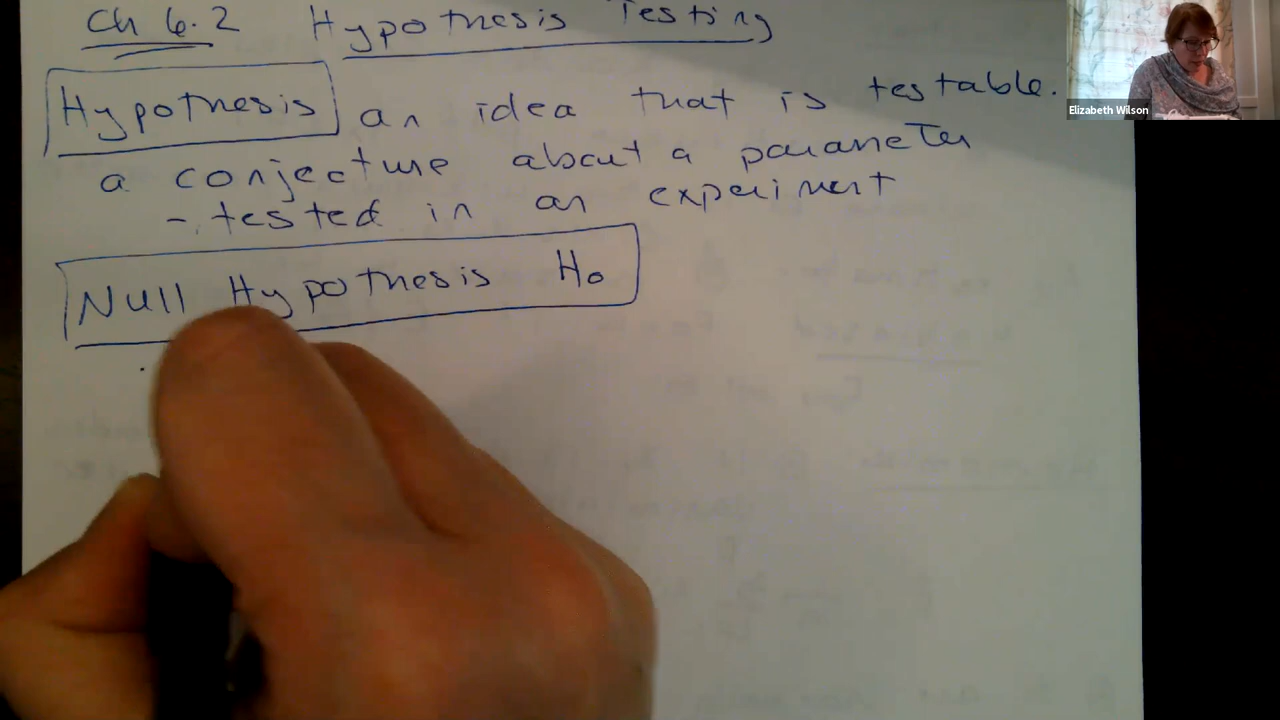 Ch 6.2 Hypothesis Testing
Hypothesis an idea that is testable.
a conjecture about a parameter
- tested in an experiment
Null Hypothesis H₀
Elizabeth Wilson